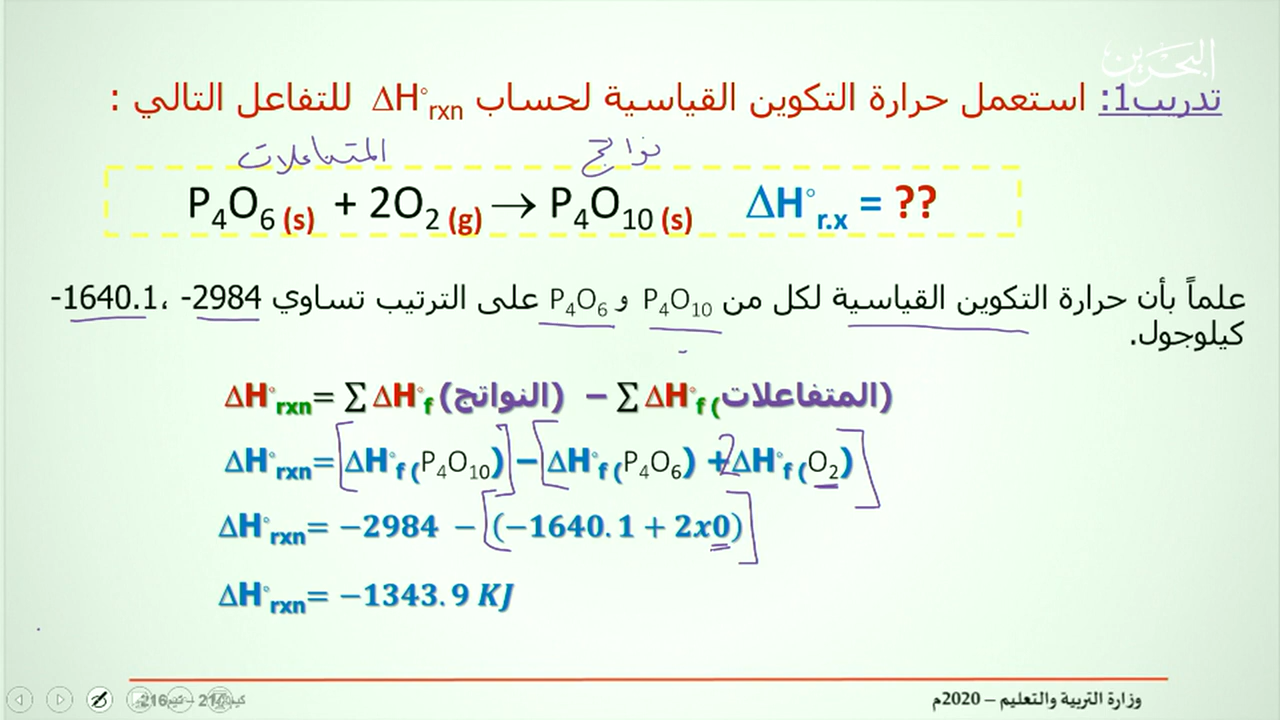 البحرين
تدريب1: استعمل حرارة التكوين القياسية لحساب ΔH°rxn للتفاعل التالي :
المتفاعلات نواتج
P₄O₆ (s) + 2O₂ (g) → P₄O₁₀ (s) ΔH°r.x = ??
علماً بأن حرارة التكوين القياسية لكل من P₄O₁₀ و P₄O₆ على الترتيب تساوي -2984 ، -1640.1
كيلوجول.
ΔH°rxn= ∑ ΔH°f (النواتج) − ∑ ΔH°f (المتفاعلات)
ΔH°rxn= [ΔH°f (P₄O₁₀)] − [ΔH°f (P₄O₆) + 2ΔH°f (O₂)]
ΔH°rxn= −2984 − [(−1640.1 + 2x0)]
ΔH°rxn= −1343.9 KJ
وزارة التربية والتعليم – 2020م